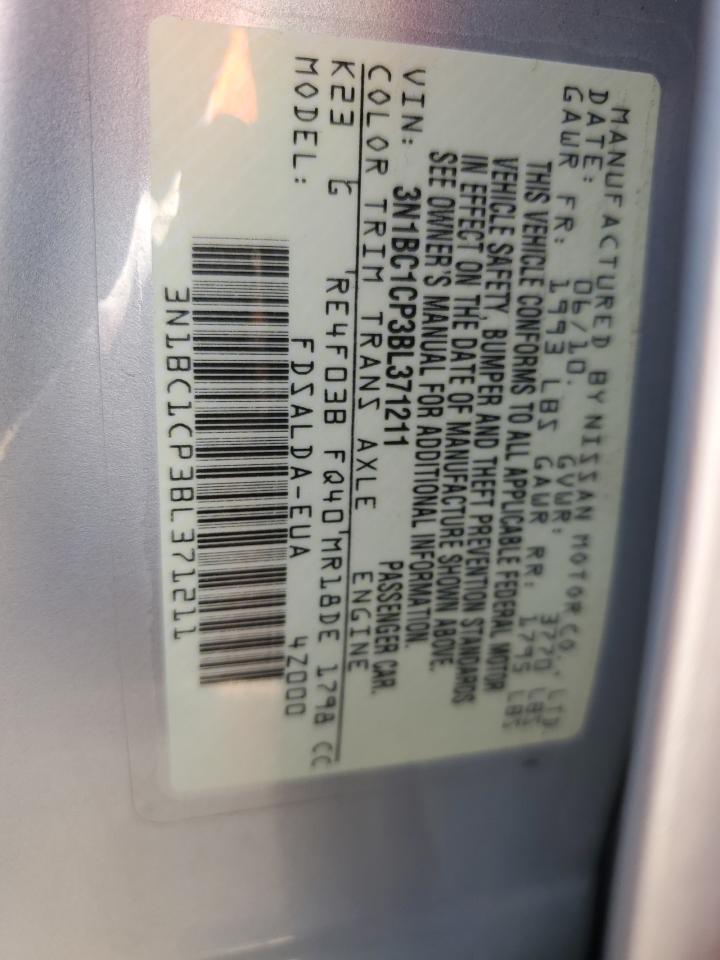 MANUFACTURED BY NISSAN MOTOR CO., LTD.
DATE: 06/10. GVWR: 3770 LBS
GAWR FR: 1993 LBS GAWR RR: 1795 LBS
THIS VEHICLE CONFORMS TO ALL APPLICABLE FEDERAL MOTOR
VEHICLE SAFETY, BUMPER AND THEFT PREVENTION STANDARDS
IN EFFECT ON THE DATE OF MANUFACTURE SHOWN ABOVE.
SEE OWNER'S MANUAL FOR ADDITIONAL INFORMATION.
VIN: 3N1BC1CP3BL371211 PASSENGER CAR.
COLOR TRIM TRANS AXLE ENGINE
K23 G RE4F03B FQ40 MR18DE 1798 CC
MODEL: FDSALDA-EUA 4Z000
3N1BC1CP3BL371211